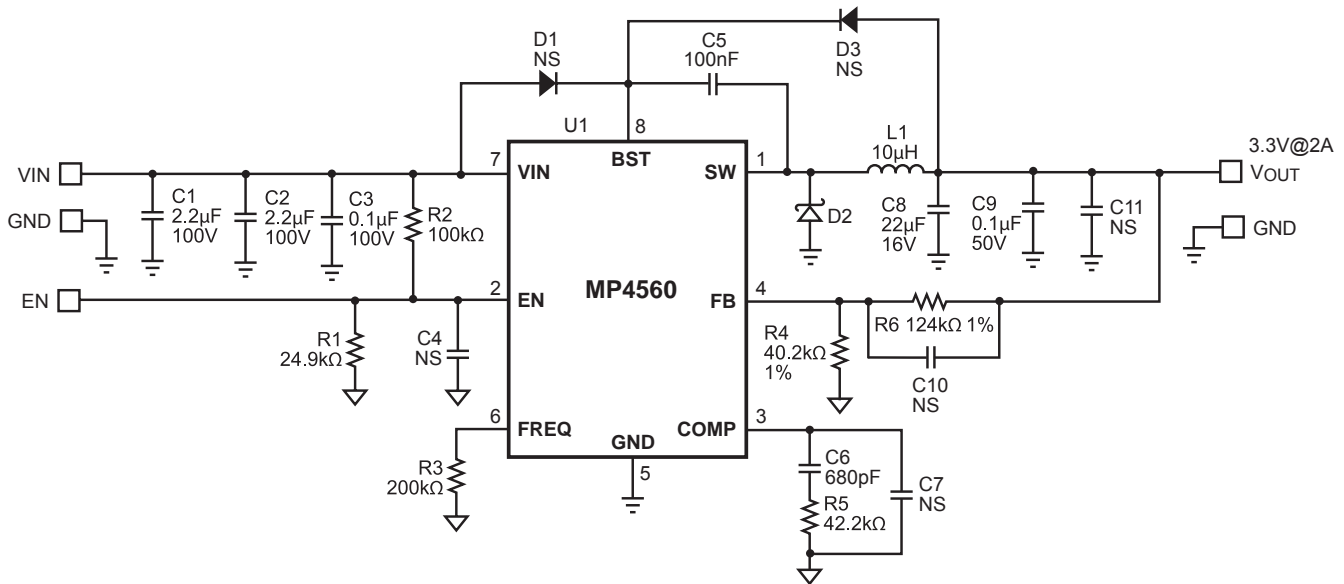 D1
NS
C5
100nF
D3
NS
U1
8
BST
VIN
7
VIN
SW
1
L1
10µH
3.3V@2A
VOUT
GND
C1
2.2µF
100V
C2
2.2µF
100V
C3
0.1µF
100V
R2
100kΩ
D2
C8
22µF
16V
C9
0.1µF
50V
C11
NS
GND
EN
2
EN
MP4560
FB
4
R6 124kΩ 1%
C10
NS
R1
24.9kΩ
C4
NS
R4
40.2kΩ
1%
6
FREQ
GND
5
COMP
3
R3
200kΩ
C6
680pF
R5
42.2kΩ
C7
NS